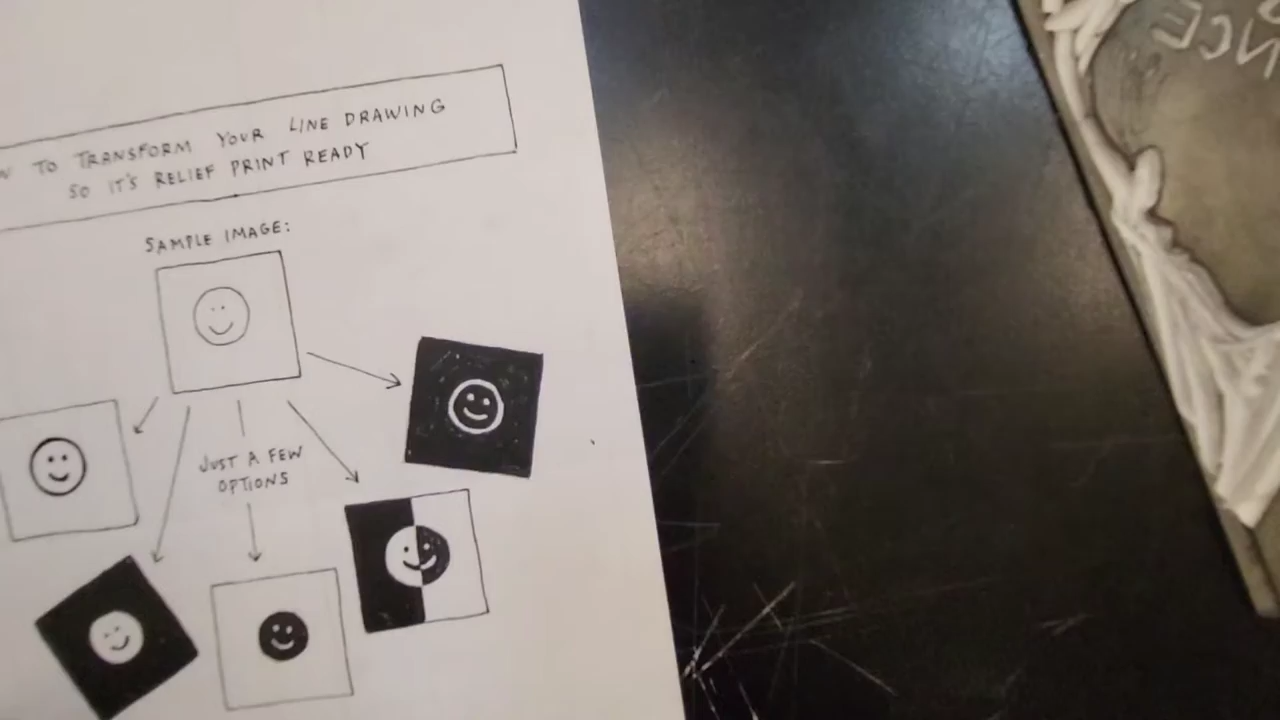 TO TRANSFORM YOUR LINE DRAWING
SO IT'S RELIEF PRINT READY
SAMPLE IMAGE:
JUST A FEW
OPTIONS